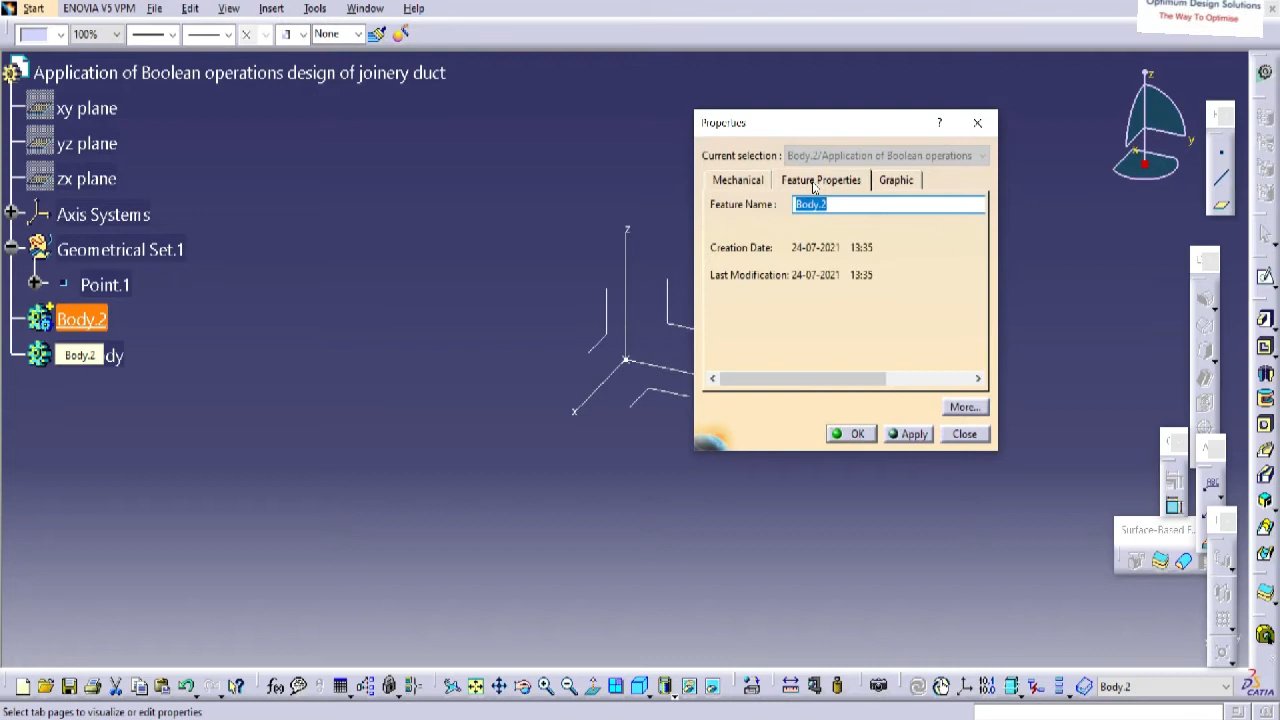 Start ENOVIA V5 VPM File Edit View Insert Tools Window Help
Optimum Design Solutions
The Way To Optimise
100% None
Application of Boolean operations design of joinery duct
xy plane
yz plane
zx plane
Axis Systems
Geometrical Set.1
Point.1
Body.2
Body.2 dy
z
x
z
y
x
Properties ?
Current selection : Body.2/Application of Boolean operations
Mechanical Feature Properties Graphic
Feature Name : Body.2
Creation Date: 24-07-2021 13:35
Last Modification: 24-07-2021 13:35
More...
OK Apply Close
Surface-Based F...
Body.2
CATIA
Select tab pages to visualize or edit properties